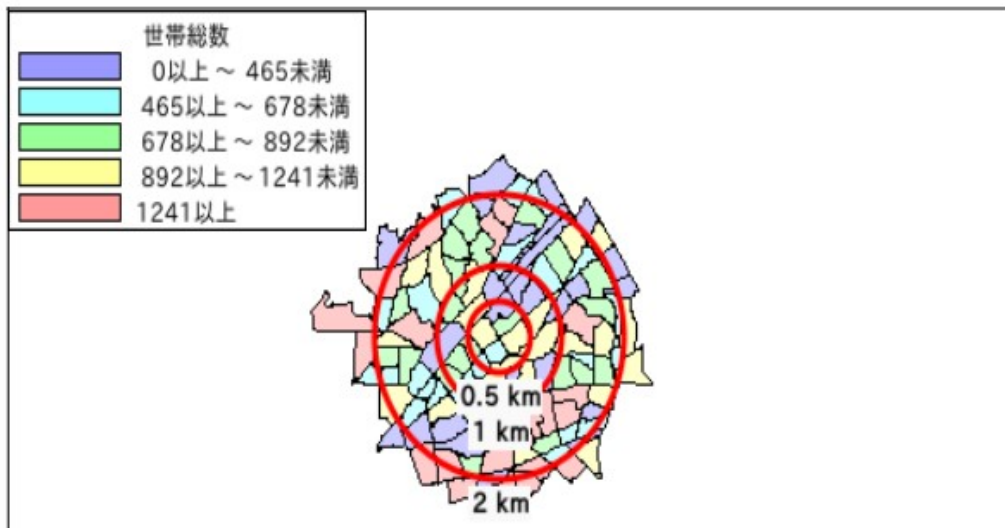 世帯総数
0以上 ～ 465未満
465以上 ～ 678未満
678以上 ～ 892未満
892以上 ～1241未満
1241以上
0.5 km
1 km
2 km